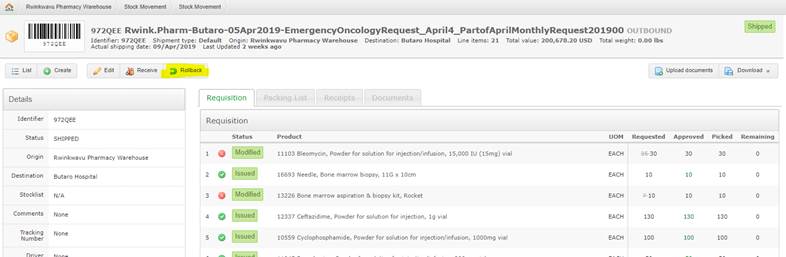 Rwinkwavu Pharmacy Warehouse Stock Movement Stock Movement
972QEE
972QEE Rwink.Pharm-Butaro-05Apr2019-EmergencyOncologyRequest_April4_PartofAprilMonthlyRequest201900 OUTBOUND Shipped
Identifier: 972QEE Shipment type: Default Origin: Rwinkwavu Pharmacy Warehouse Destination: Butaro Hospital Line items: 21 Total value: 200,678.20 USD Total weight: 0.00 lbs
Actual shipping date: 09/Apr/2019 Last Updated 2 weeks ago
List Create Edit Receive Rollback Upload documents Download
Details
Identifier 972QEE
Status SHIPPED
Origin Rwinkwavu Pharmacy Warehouse
Destination Butaro Hospital
Stocklist N/A
Comments None
Tracking Number None
Driver None
Requisition Packing List Receipts Documents
Requisition
Status Product UOM Requested Approved Picked Remaining
1 Modified 11103 Bleomycin, Powder for solution for injection/infusion, 15,000 IU (15mg) vial EACH 30 30 30 0
2 Issued 16693 Needle, Bone marrow biopsy, 11G x 10cm EACH 10 10 10 0
3 Modified 13226 Bone marrow aspiration & biopsy kit, Rocket EACH 10 10 10 0
4 Issued 12337 Ceftazidime, Powder for solution for injection, 1g vial EACH 130 130 130 0
5 Issued 10559 Cyclophosphamide, Powder for solution for injection/infusion, 1000mg vial EACH 100 100 100 0